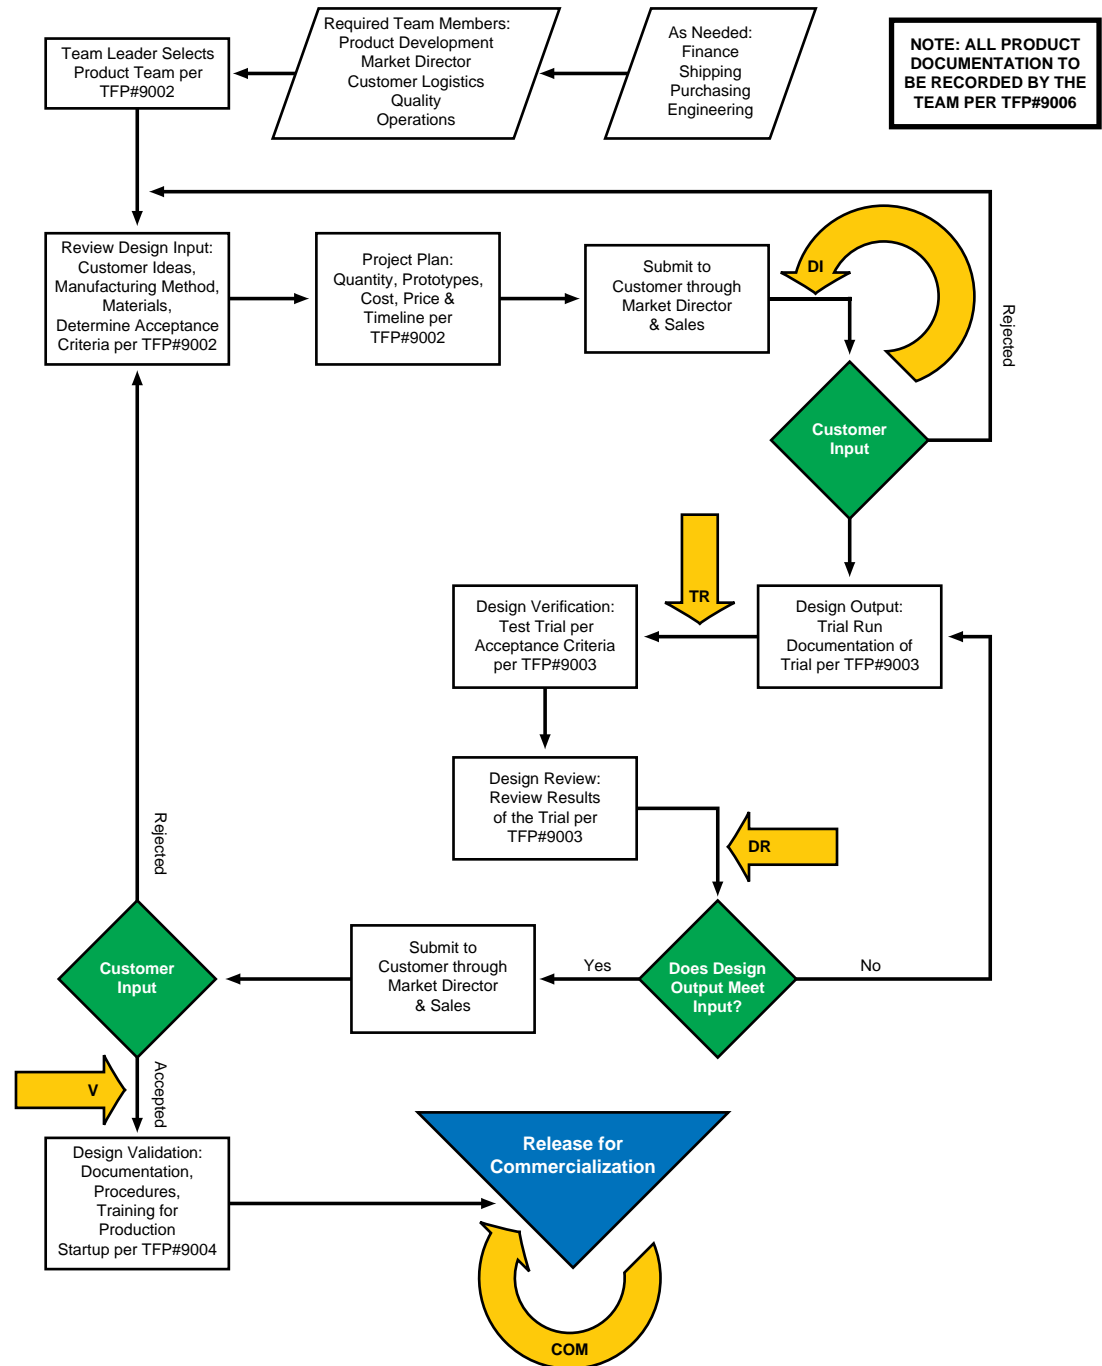 Team Leader Selects
Product Team per
TFP#9002
Required Team Members:
Product Development
Market Director
Customer Logistics
Quality
Operations
As Needed:
Finance
Shipping
Purchasing
Engineering
NOTE: ALL PRODUCT
DOCUMENTATION TO
BE RECORDED BY THE
TEAM PER TFP#9006
Review Design Input:
Customer Ideas,
Manufacturing Method,
Materials,
Determine Acceptance
Criteria per TFP#9002
Project Plan:
Quantity, Prototypes,
Cost, Price &
Timeline per
TFP#9002
Submit to
Customer through
Market Director
& Sales
DI
Rejected
Customer
Input
TR
Design Verification:
Test Trial per
Acceptance Criteria
per TFP#9003
Design Output:
Trial Run
Documentation of
Trial per TFP#9003
Design Review:
Review Results
of the Trial per
TFP#9003
DR
Rejected
Customer
Input
Submit to
Customer through
Market Director
& Sales
Yes
Does Design
Output Meet
Input?
No
V
Accepted
Design Validation:
Documentation,
Procedures,
Training for
Production
Startup per TFP#9004
Release for
Commercialization
COM